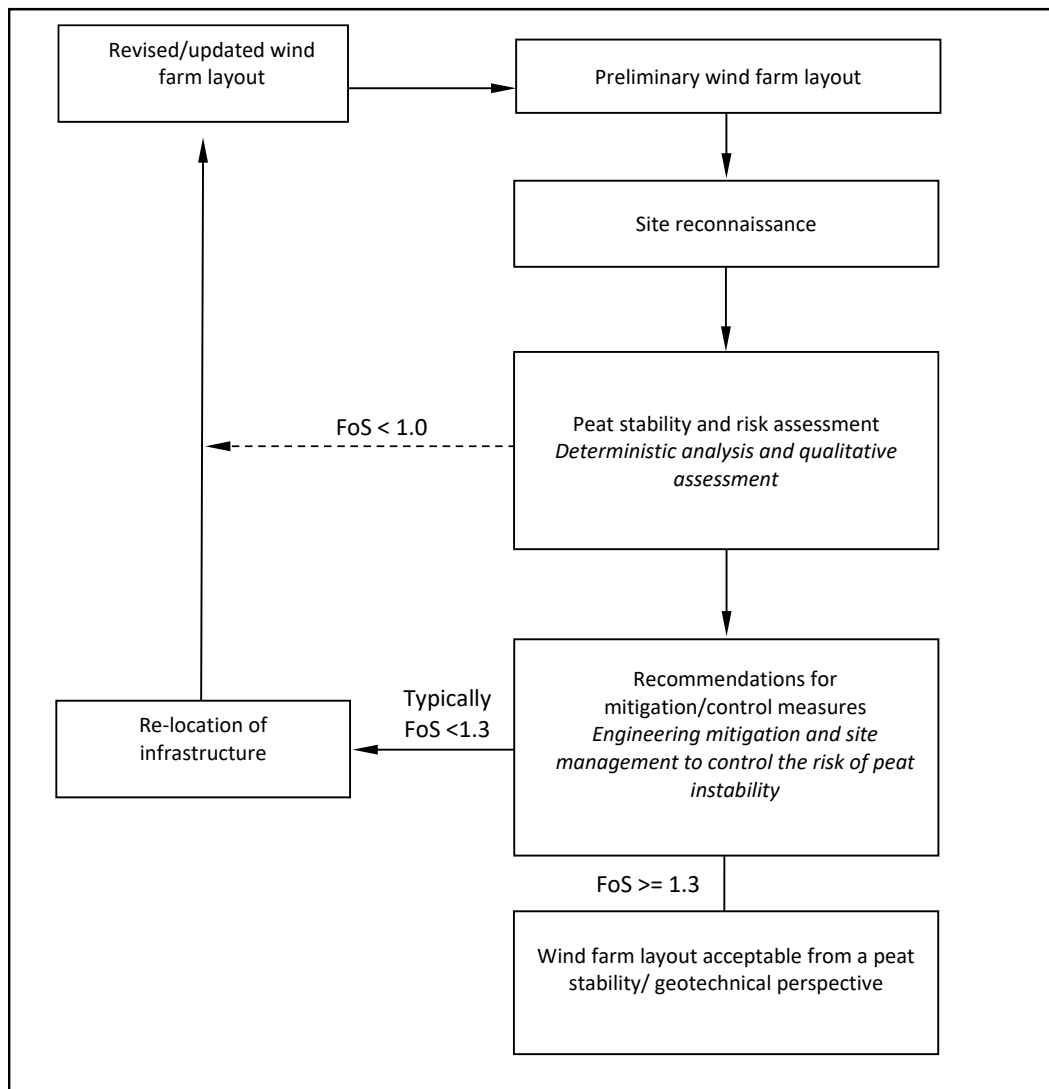 Revised/updated wind
farm layout
Preliminary wind farm layout
Site reconnaissance
FoS < 1.0
Peat stability and risk assessment
Deterministic analysis and qualitative
assessment
Re-location of
infrastructure
Typically
FoS <1.3
Recommendations for
mitigation/control measures
Engineering mitigation and site
management to control the risk of peat
instability
FoS >= 1.3
Wind farm layout acceptable from a peat
stability/ geotechnical perspective